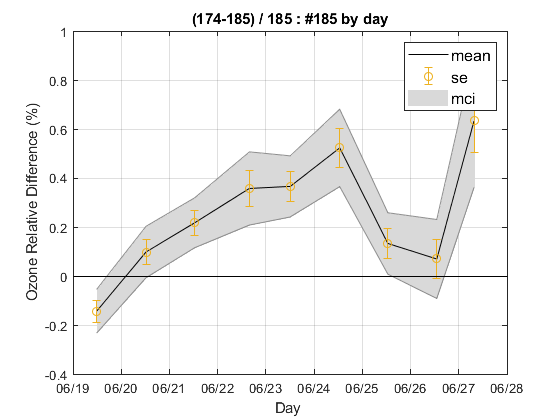 (174-185) / 185 : #185 by day
Ozone Relative Difference (%)
1
0.8
0.6
0.4
0.2
0
-0.2
-0.4
mean
se
mci
06/19 06/20 06/21 06/22 06/23 06/24 06/25 06/26 06/27 06/28
Day